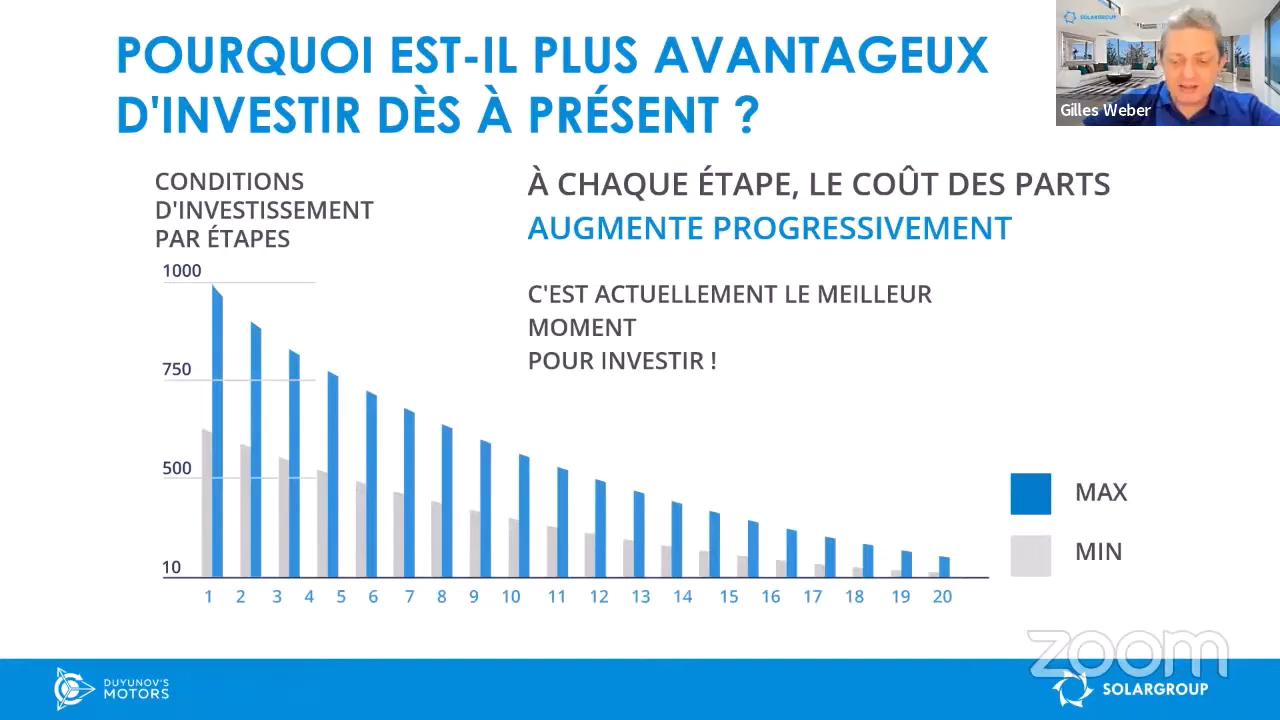 POURQUOI EST-IL PLUS AVANTAGEUX
D'INVESTIR DÈS À PRÉSENT ?
SOLARGROUP
Gilles Weber
CONDITIONS
D'INVESTISSEMENT
PAR ÉTAPES
À CHAQUE ÉTAPE, LE COÛT DES PARTS
AUGMENTE PROGRESSIVEMENT
C'EST ACTUELLEMENT LE MEILLEUR
MOMENT
POUR INVESTIR !
1000
750
500
10
1 2 3 4 5 6 7 8 9 10 11 12 13 14 15 16 17 18 19 20
MAX
MIN
zoom
DUYUNOV'S
MOTORS
SOLARGROUP